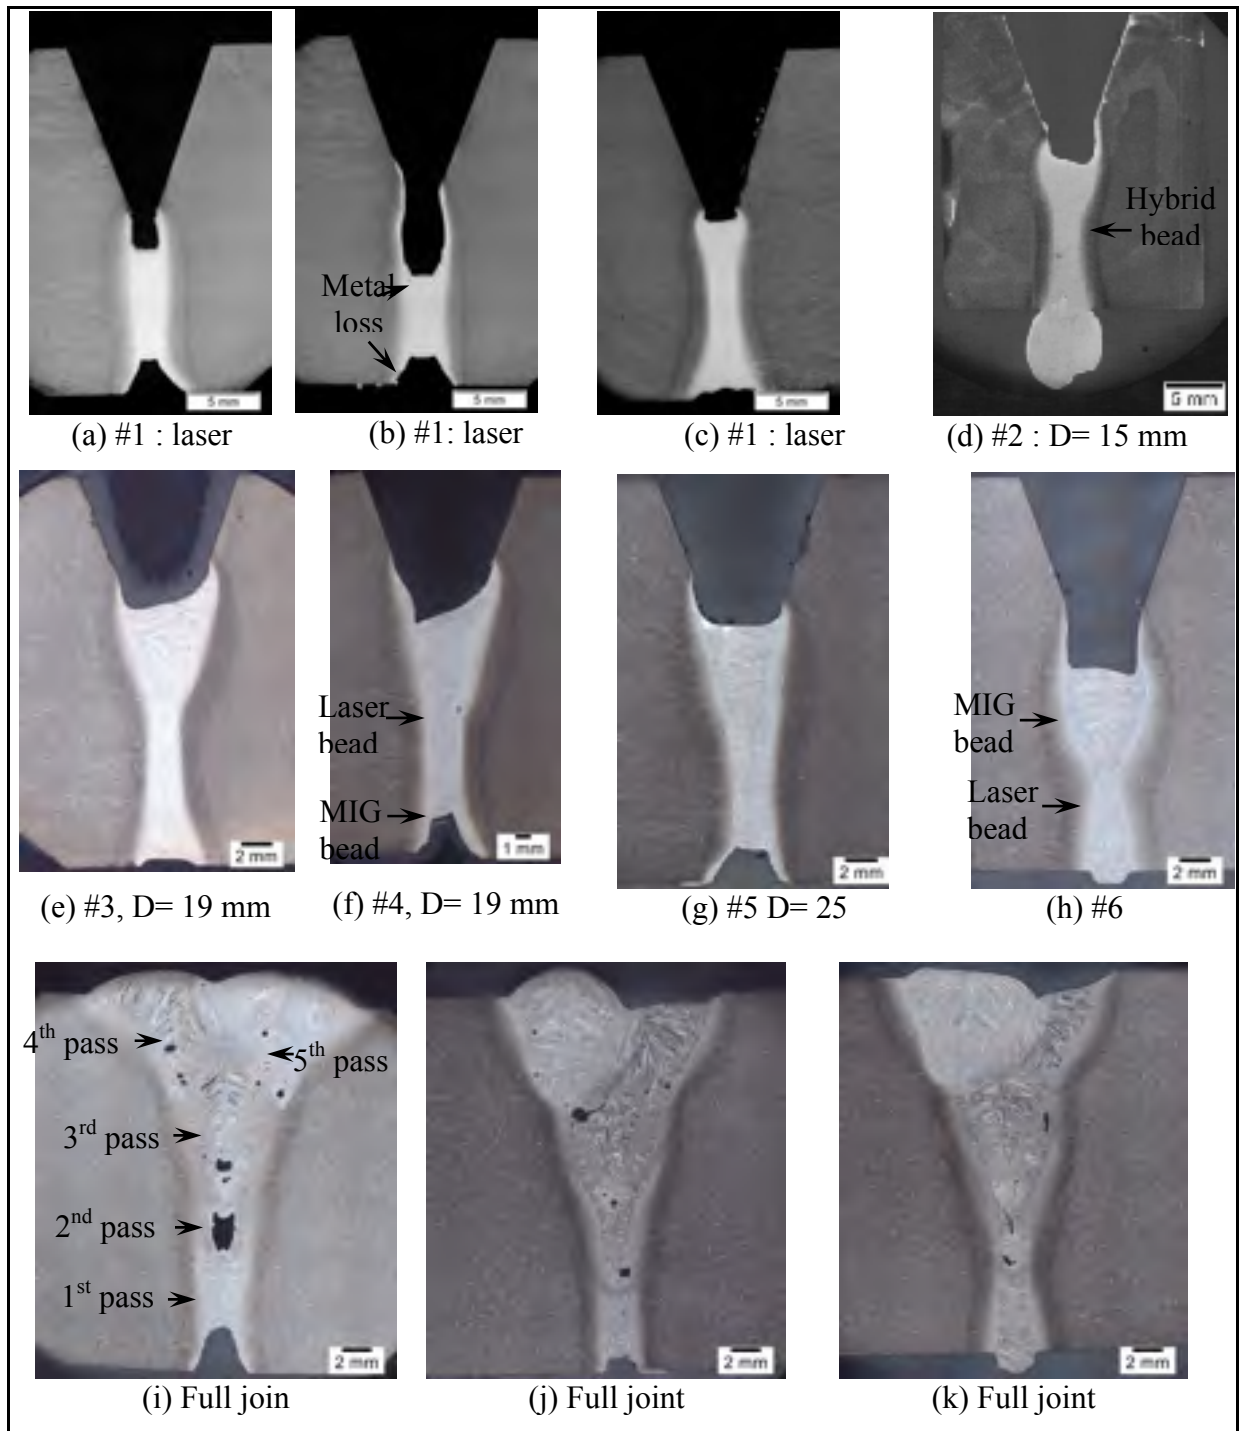 5 mm
Metal
loss
5 mm
5 mm
Hybrid
bead
5 mm
(a) #1 : laser
(b) #1: laser
(c) #1 : laser
(d) #2 : D= 15 mm
2 mm
Laser
bead
MIG
bead
1 mm
2 mm
MIG
bead
Laser
bead
2 mm
(e) #3, D= 19 mm
(f) #4, D= 19 mm
(g) #5 D= 25
(h) #6
4th pass
5th pass
3rd pass
2nd pass
1st pass
2 mm
2 mm
2 mm
(i) Full join
(j) Full joint
(k) Full joint